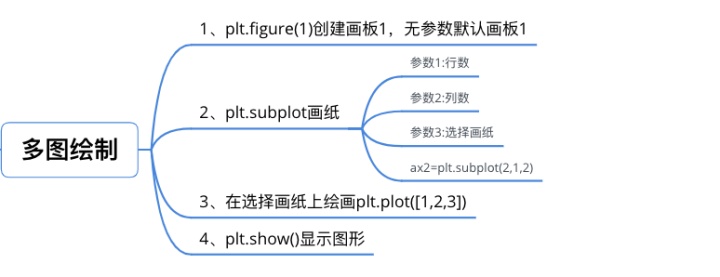 多图绘制
1、plt.figure(1)创建画板1，无参数默认画板1
2、plt.subplot画纸
参数1:行数
参数2:列数
参数3:选择画纸
ax2=plt.subplot(2,1,2)
3、在选择画纸上绘画plt.plot([1,2,3])
4、plt.show()显示图形